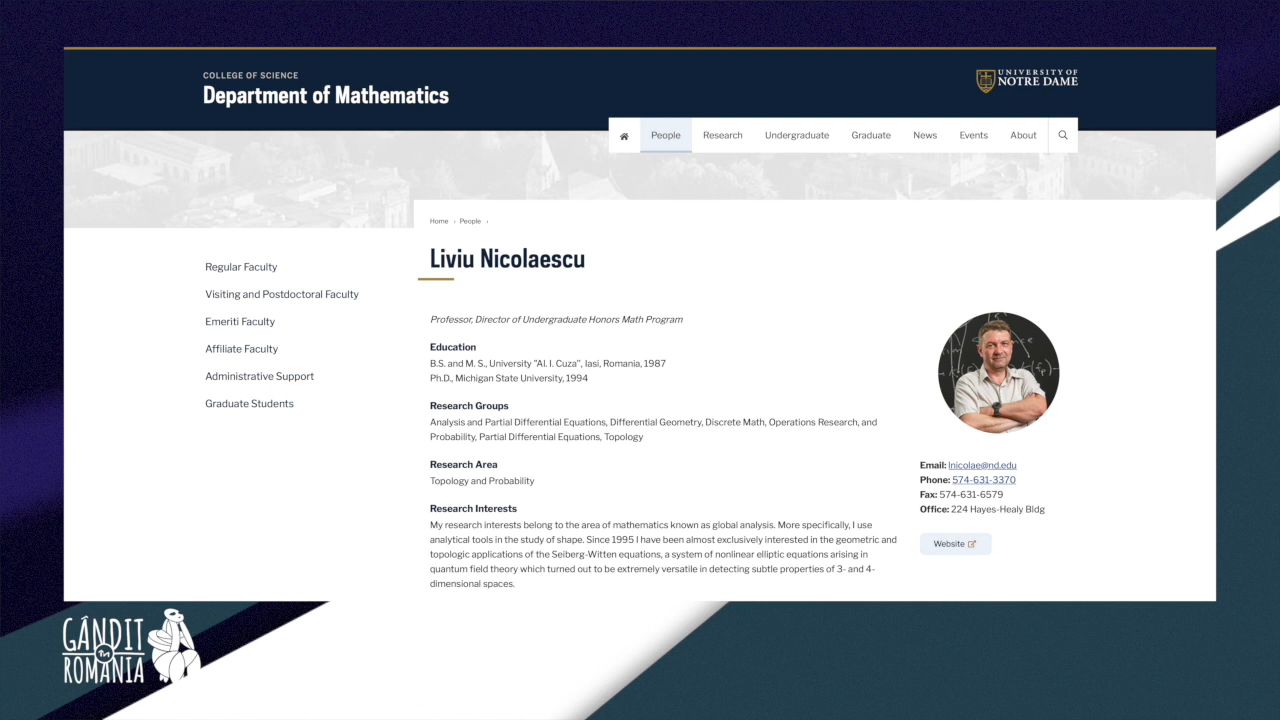 COLLEGE OF SCIENCE
Department of Mathematics
UNIVERSITY OF
NOTRE DAME
People Research Undergraduate Graduate News Events About
Home › People ›
Liviu Nicolaescu
Regular Faculty
Visiting and Postdoctoral Faculty
Emeriti Faculty
Affiliate Faculty
Administrative Support
Graduate Students
Professor, Director of Undergraduate Honors Math Program
Education
B.S. and M. S., University "Al. I. Cuza", Iasi, Romania, 1987
Ph.D., Michigan State University, 1994
Research Groups
Analysis and Partial Differential Equations, Differential Geometry, Discrete Math, Operations Research, and
Probability, Partial Differential Equations, Topology
Research Area
Topology and Probability
Research Interests
My research interests belong to the area of mathematics known as global analysis. More specifically, I use
analytical tools in the study of shape. Since 1995 I have been almost exclusively interested in the geometric and
topologic applications of the Seiberg-Witten equations, a system of nonlinear elliptic equations arising in
quantum field theory which turned out to be extremely versatile in detecting subtle properties of 3- and 4-
dimensional spaces.
Email: lnicolae@nd.edu
Phone: 574-631-3370
Fax: 574-631-6579
Office: 224 Hayes-Healy Bldg
Website
GÂNDIT
în
ROMÂNIA